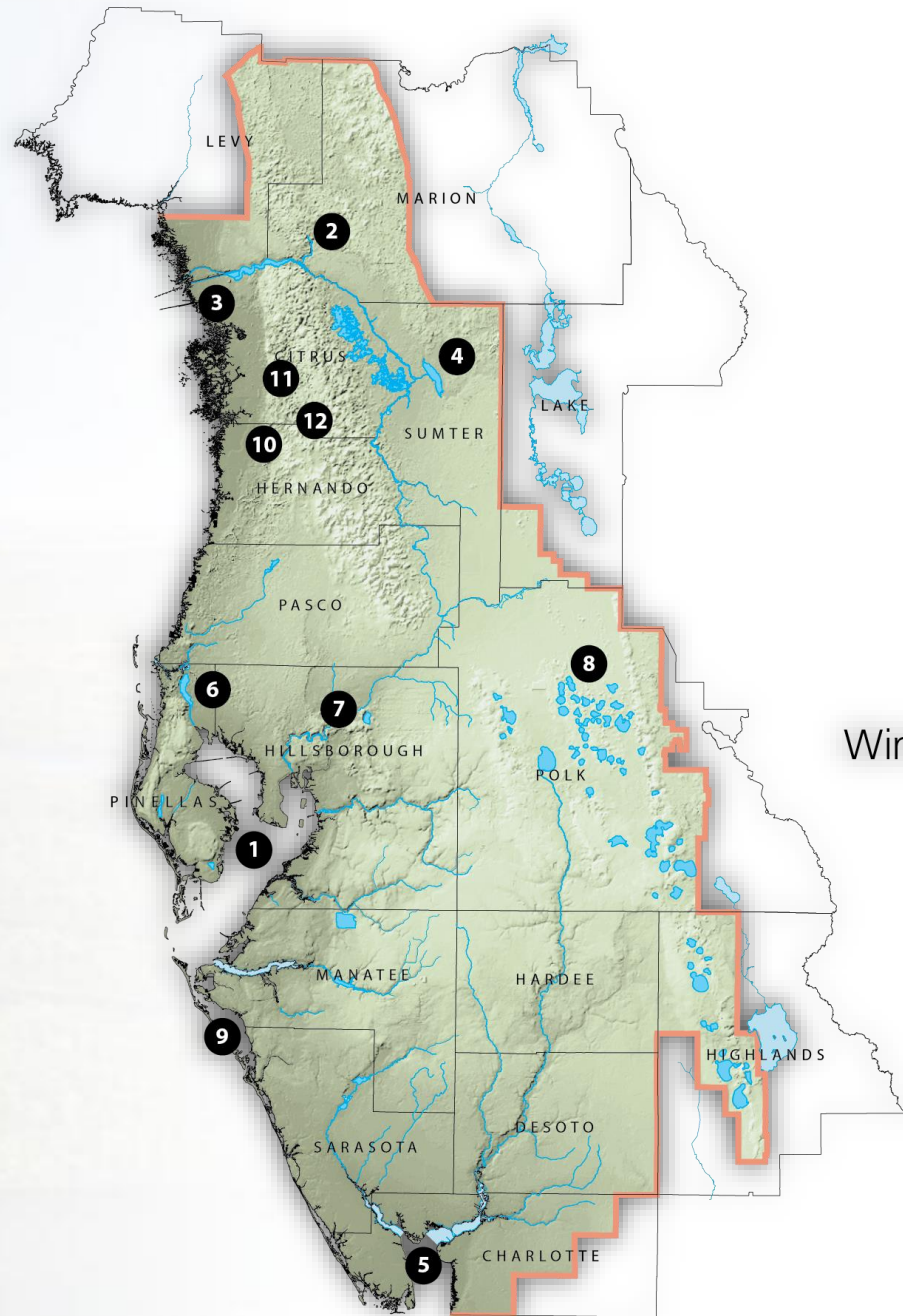 LEVY
MARION
2
3
CITRUS
4
11
LAKE
12
SUMTER
10
HERNANDO
PASCO
8
6
7
Win
HILLSBOROUGH
POLK
PINELLAS
1
MANATEE
HARDEE
9
HIGHLANDS
DESOTO
SARASOTA
CHARLOTTE
5